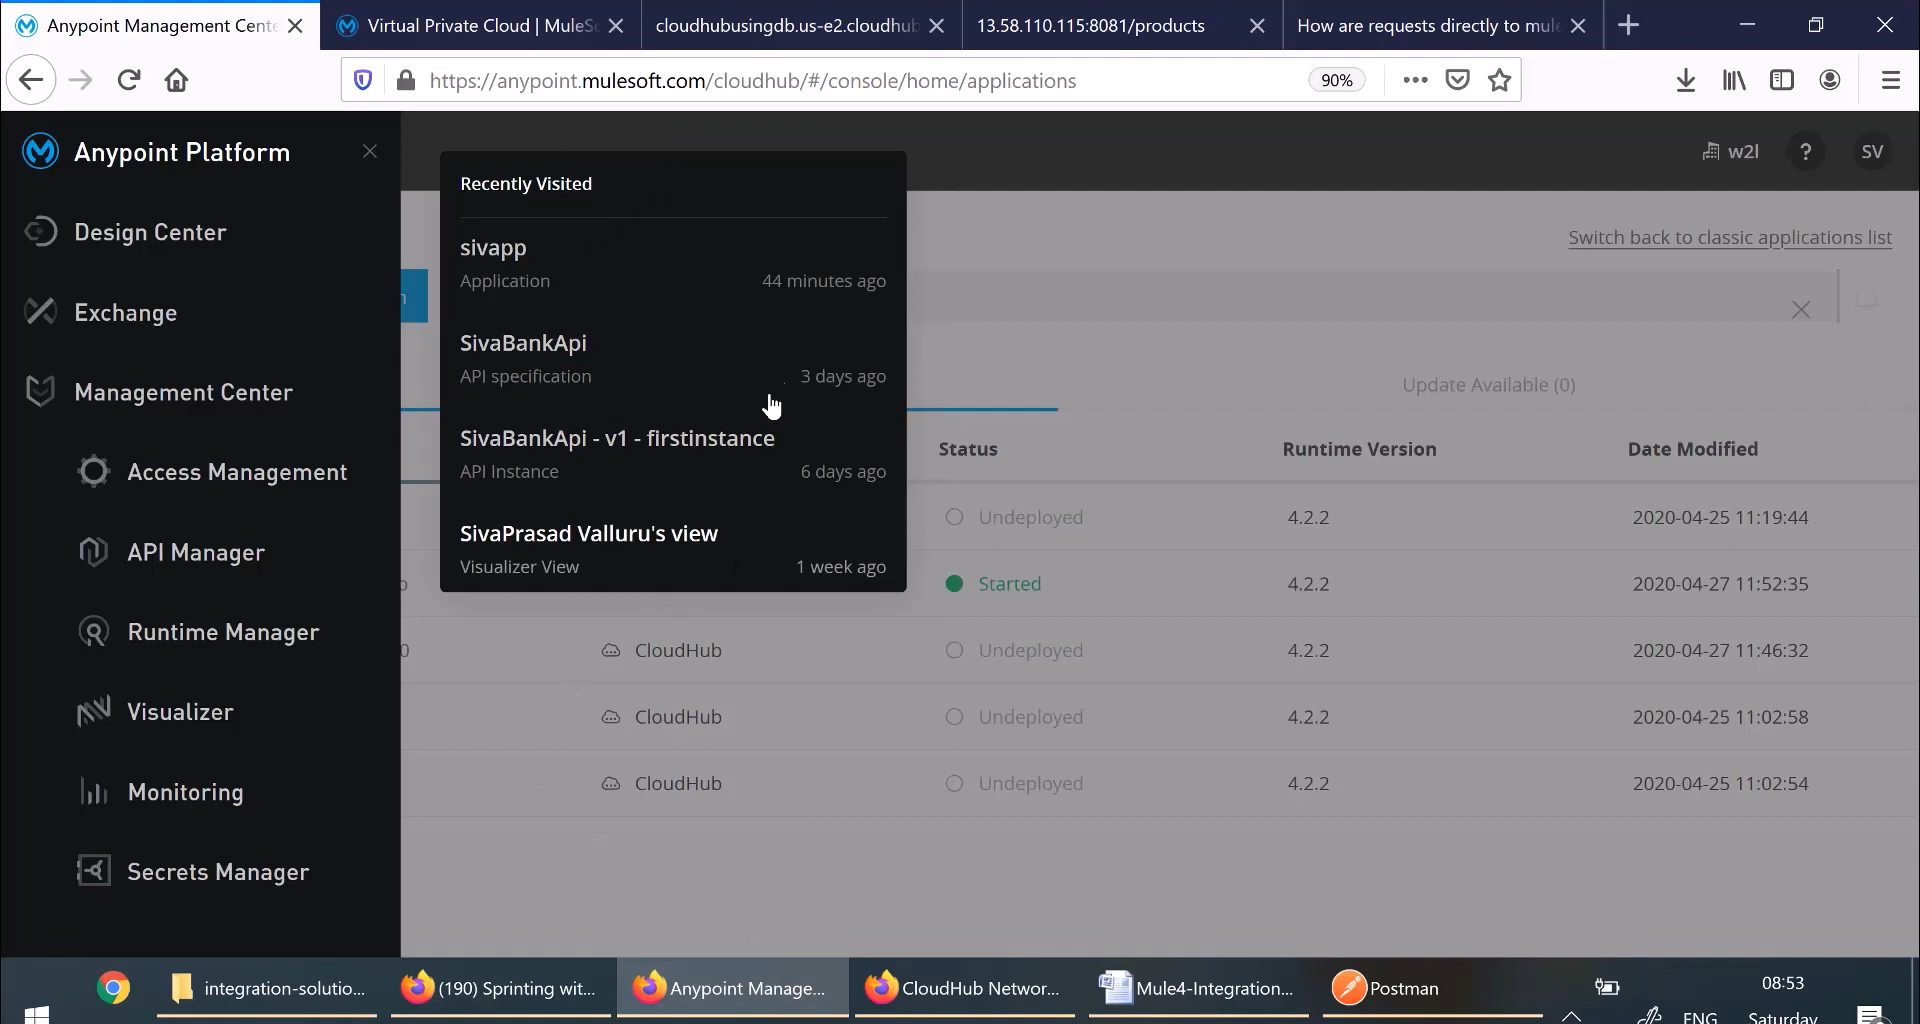 Anypoint Management Cente
Virtual Private Cloud | MuleS
cloudhubusingdb.us-e2.cloudhub
13.58.110.115:8081/products
How are requests directly to mule
https://anypoint.mulesoft.com/cloudhub/#/console/home/applications
90%
Anypoint Platform
w2l
?
SV
Recently Visited
Design Center
sivapp
Application
44 minutes ago
Switch back to classic applications list
Exchange
SivaBankApi
API specification
3 days ago
Management Center
Update Available (0)
SivaBankApi - v1 - firstinstance
API Instance
6 days ago
Status
Runtime Version
Date Modified
Access Management
SivaPrasad Valluru's view
Visualizer View
1 week ago
Undeployed
4.2.2
2020-04-25 11:19:44
API Manager
Started
4.2.2
2020-04-27 11:52:35
Runtime Manager
0
CloudHub
Undeployed
4.2.2
2020-04-27 11:46:32
Visualizer
CloudHub
Undeployed
4.2.2
2020-04-25 11:02:58
Monitoring
CloudHub
Undeployed
4.2.2
2020-04-25 11:02:54
Secrets Manager
integration-solutio...
(190) Sprinting wit...
Anypoint Manage...
CloudHub Networ...
Mule4-Integration...
Postman
08:53
ENG
Saturday